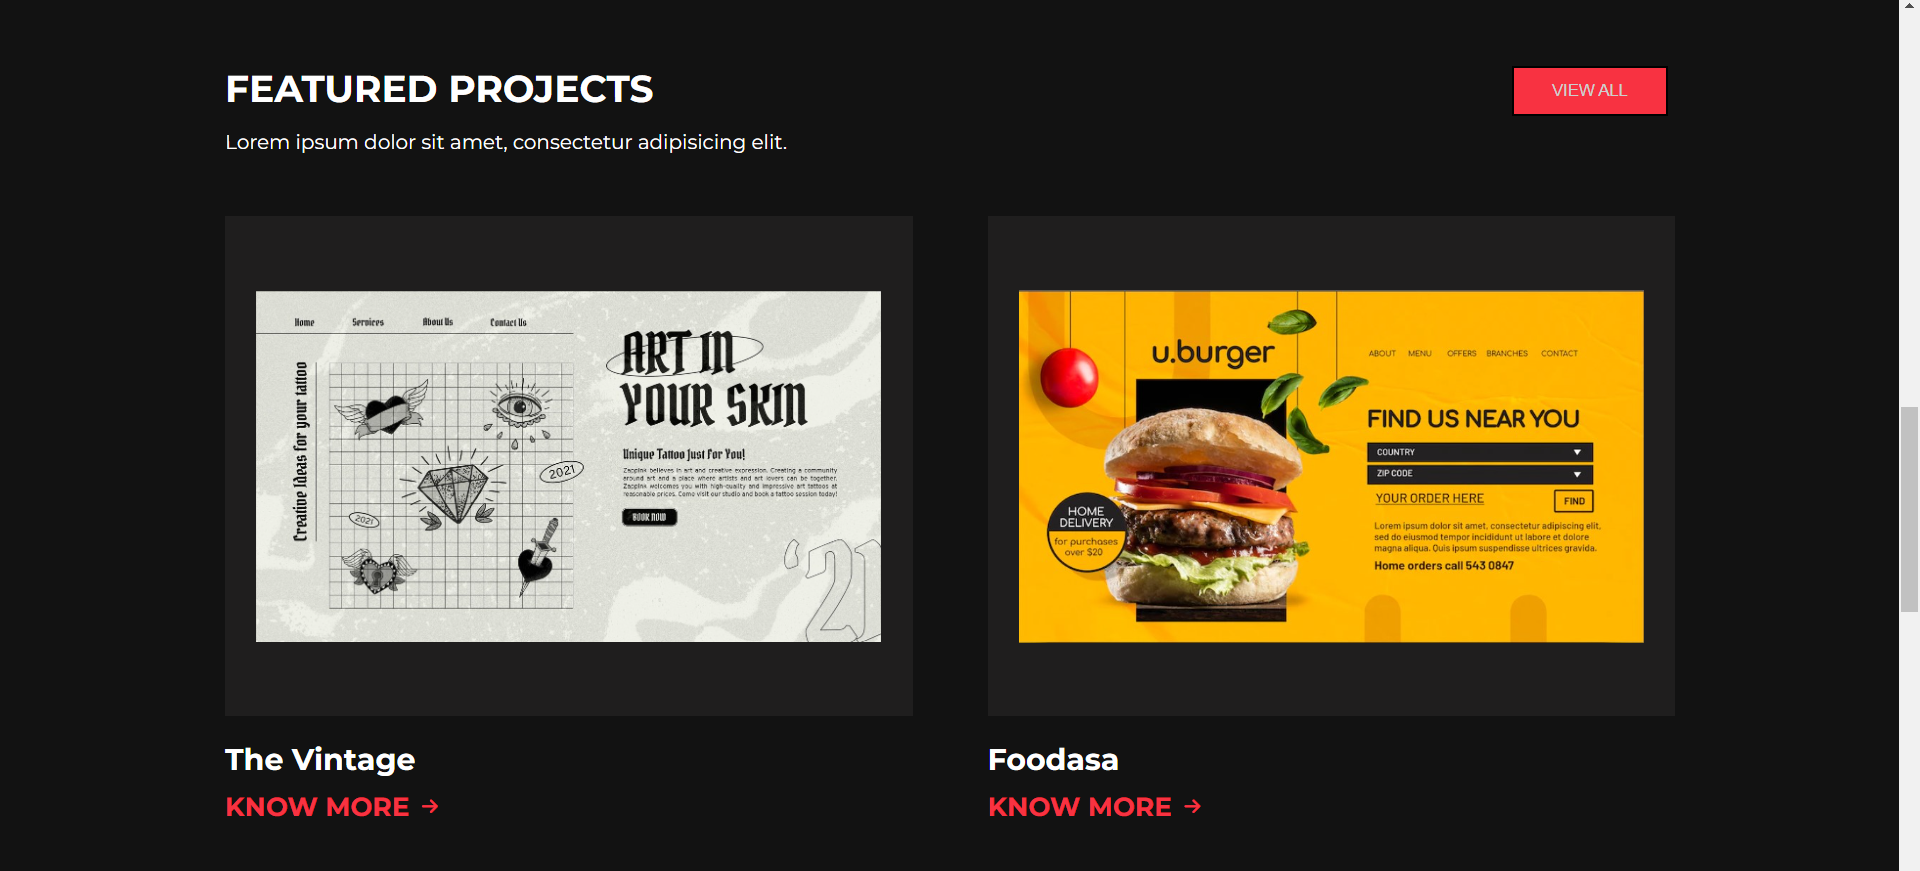 FEATURED PROJECTS
VIEW ALL
Lorem ipsum dolor sit amet, consectetur adipisicing elit.
Home Services About Us Contact Us
Creative Ideas for your tattoo
2021
2021
ART IN
YOUR SKIN
Unique Tattoo Just For You!
Zappink believes in art and creative expression. Creating a community
around art and a place where artists and art lovers can be together.
Zappink welcomes you with high-quality and impressive art tattoos at
reasonable prices. Come visit our studio and book a tattoo session today!
BOOK NOW
'21
u.burger
ABOUT MENU OFFERS BRANCHES CONTACT
FIND US NEAR YOU
COUNTRY
ZIP CODE
YOUR ORDER HERE
FIND
Lorem ipsum dolor sit amet, consectetur adipiscing elit,
sed do eiusmod tempor incididunt ut labore et dolore
magna aliqua. Quis ipsum suspendisse ultrices gravida.
Home orders call 543 0847
HOME
DELIVERY
for purchases
over $20
The Vintage
KNOW MORE →
Foodasa
KNOW MORE →